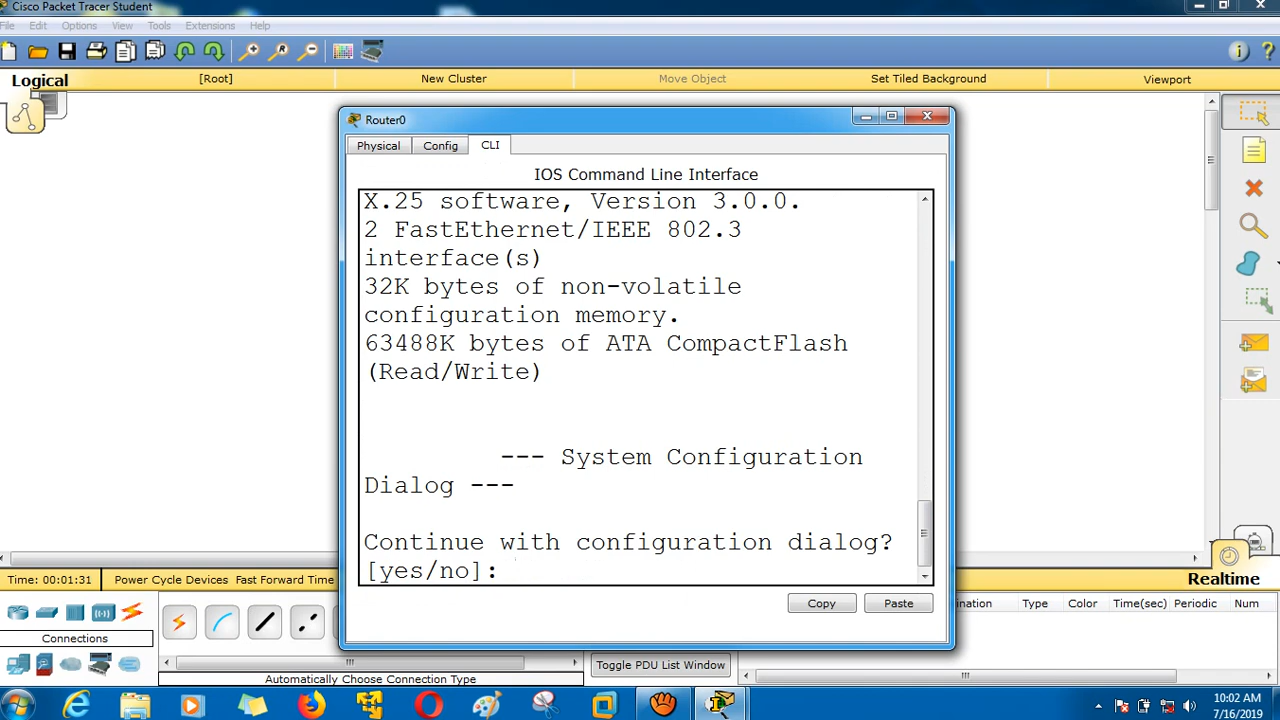 Cisco Packet Tracer Student
File Edit Options View Tools Extensions Help
Logical
[Root]
New Cluster
Move Object
Set Tiled Background
Viewport
Router0
Physical Config CLI
IOS Command Line Interface
X.25 software, Version 3.0.0.
2 FastEthernet/IEEE 802.3
interface(s)
32K bytes of non-volatile
configuration memory.
63488K bytes of ATA CompactFlash
(Read/Write)
--- System Configuration
Dialog ---
Continue with configuration dialog?
[yes/no]:
Copy Paste
Time: 00:01:31 Power Cycle Devices Fast Forward Time
Realtime
Connections
Automatically Choose Connection Type
Toggle PDU List Window
ination Type Color Time(sec) Periodic Num
10:02 AM
7/16/2019